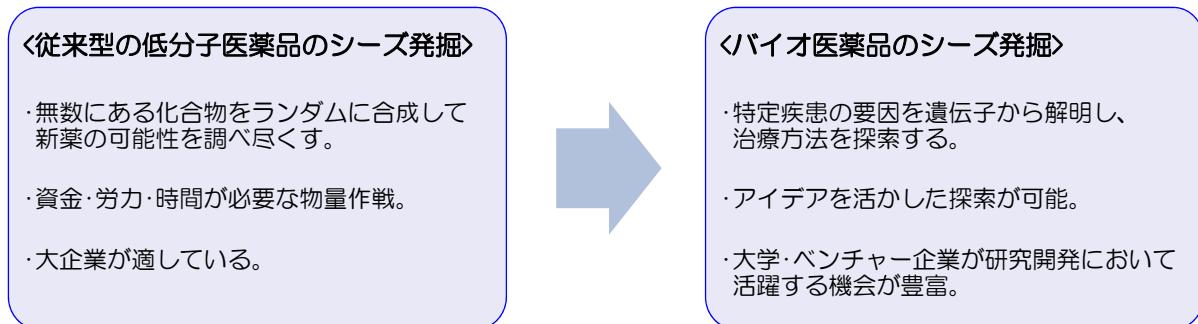 <従来型の低分子医薬品のシーズ発掘>
・無数にある化合物をランダムに合成して
新薬の可能性を調べ尽くす。
・資金・労力・時間が必要な物量作戦。
・大企業が適している。
<バイオ医薬品のシーズ発掘>
・特定疾患の要因を遺伝子から解明し、
治療方法を探索する。
・アイデアを活かした探索が可能。
・大学・ベンチャー企業が研究開発において
活躍する機会が豊富。